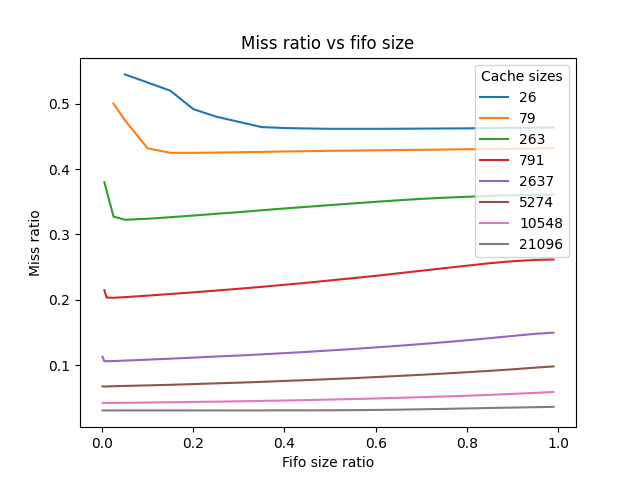 Miss ratio vs fifo size
Cache sizes
26
79
263
791
2637
5274
10548
21096
Miss ratio
0.5
0.4
0.3
0.2
0.1
0.0 0.2 0.4 0.6 0.8 1.0
Fifo size ratio